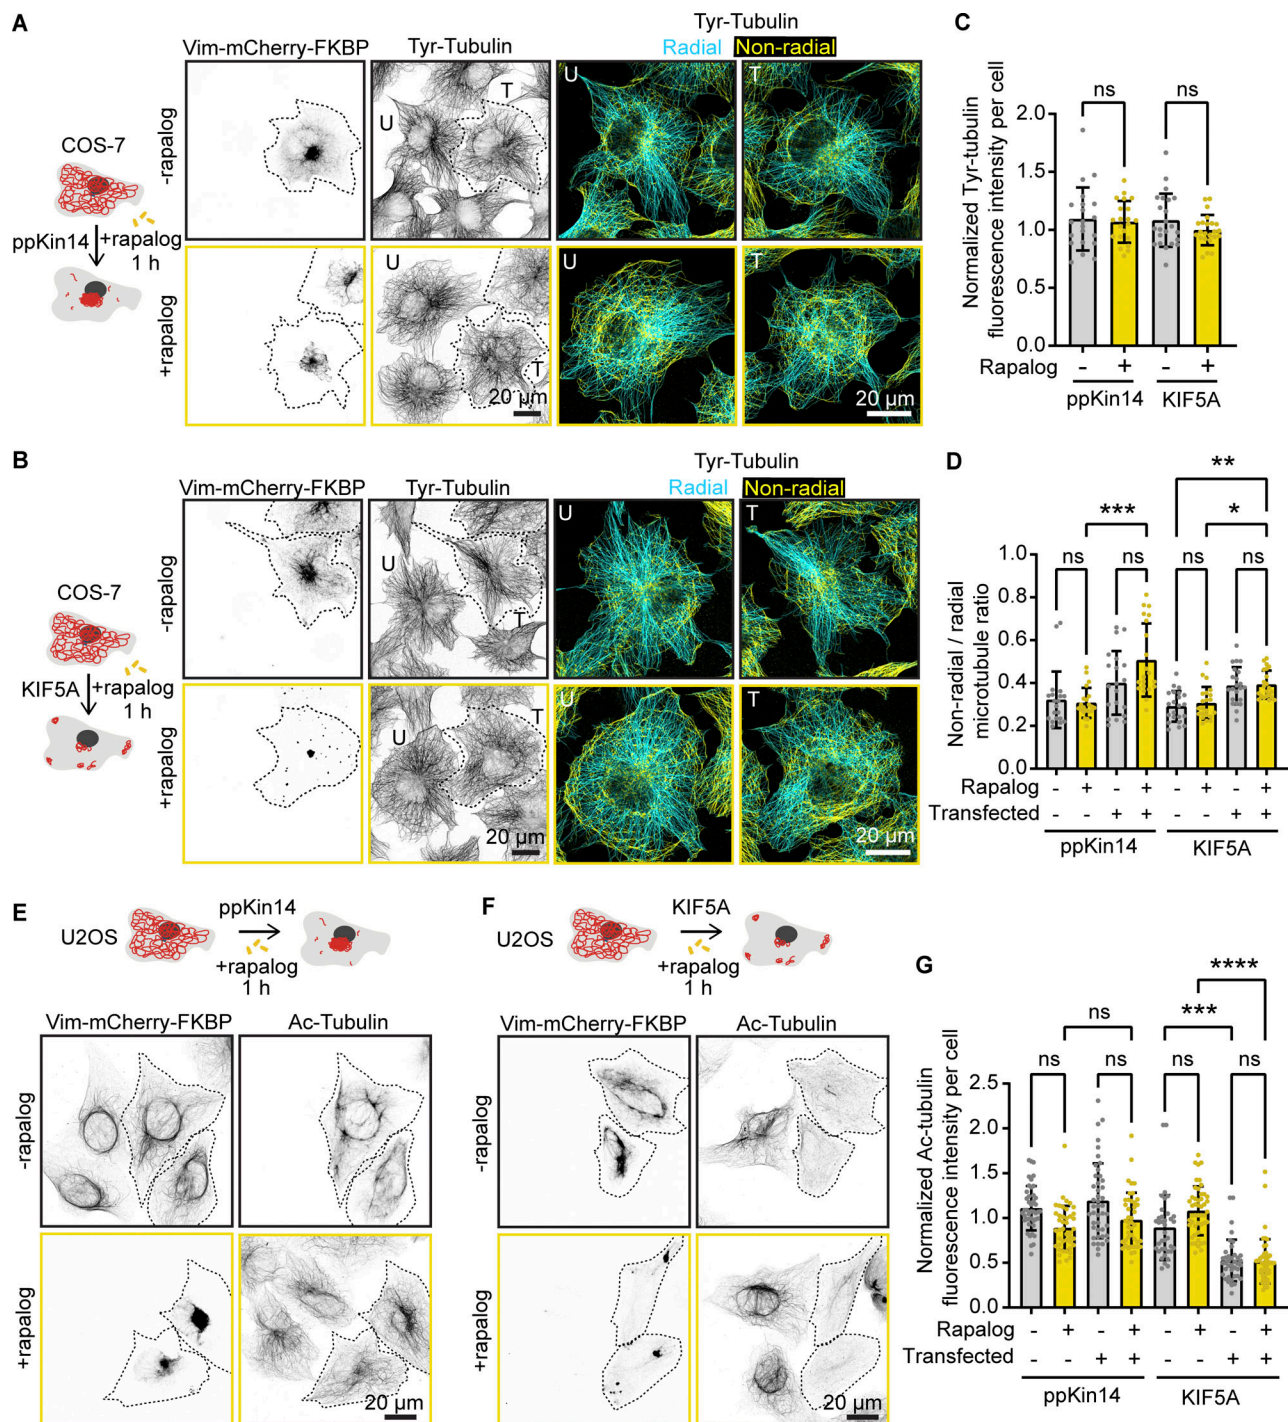 A
Tyr-Tubulin
Vim-mCherry-FKBP Tyr-Tubulin Radial Non-radial
COS-7
ppKin14 +rapalog
1 h
-rapalog
U T
U
T
+rapalog
U
T
20 µm
U
T
20 µm
C
Normalized Tyr-tubulin
fluorescence intensity per cell
ns ns
2.0
1.5
1.0
0.5
0.0
Rapalog - + - +
ppKin14 KIF5A
B
Tyr-Tubulin
Vim-mCherry-FKBP Tyr-Tubulin Radial Non-radial
COS-7
KIF5A +rapalog
1 h
-rapalog
U
T
U
T
+rapalog
U
T
20 µm
U
T
20 µm
D
Non-radial / radial
microtubule ratio
**
*** *
ns ns ns ns
1.0
0.8
0.6
0.4
0.2
0.0
Rapalog - + - + - + - +
Transfected - - + + - - + +
ppKin14 KIF5A
E
U2OS
ppKin14
+rapalog
1 h
Vim-mCherry-FKBP Ac-Tubulin
-rapalog
+rapalog
20 µm
F
U2OS
KIF5A
+rapalog
1 h
Vim-mCherry-FKBP Ac-Tubulin
-rapalog
+rapalog
20 µm
G
Normalized Ac-tubulin
fluorescence intensity per cell
****
ns ***
ns ns ns ns
2.5
2.0
1.5
1.0
0.5
0.0
Rapalog - + - + - + - +
Transfected - - + + - - + +
ppKin14 KIF5A